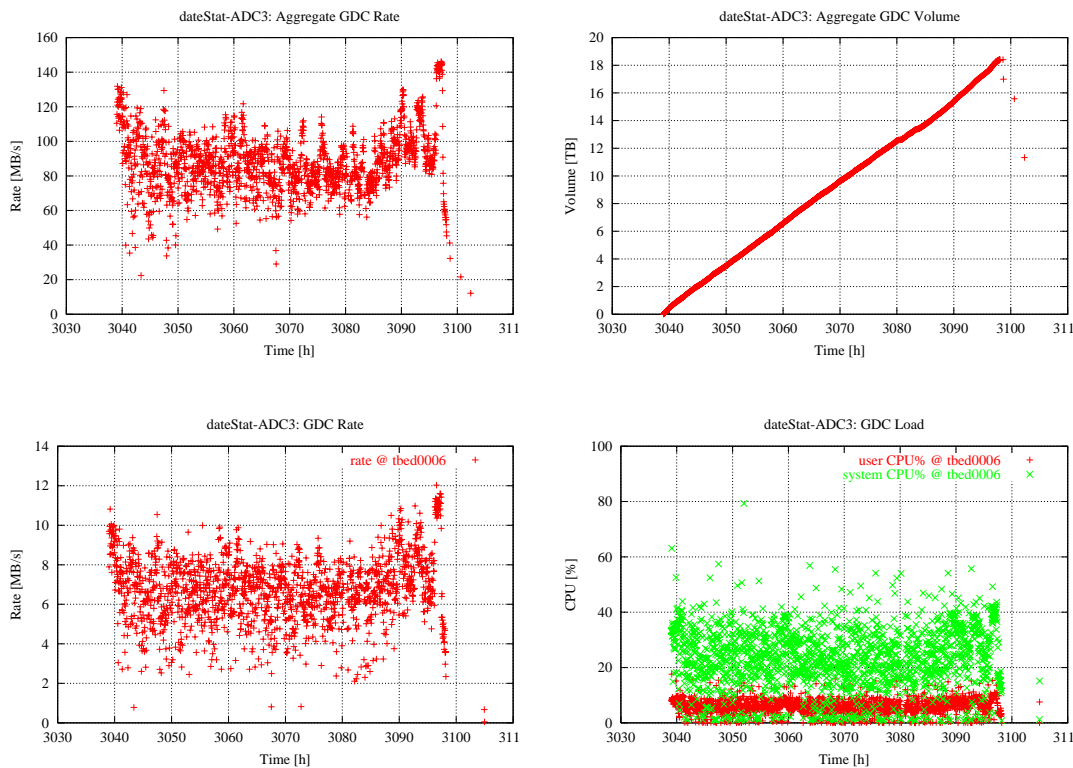 dateStat-ADC3: Aggregate GDC Rate
160
140
120
100
80
60
40
20
0
Rate [MB/s]
3030 3040 3050 3060 3070 3080 3090 3100 311
Time [h]
dateStat-ADC3: Aggregate GDC Volume
20
18
16
14
12
10
8
6
4
2
0
Volume [TB]
3030 3040 3050 3060 3070 3080 3090 3100 311
Time [h]
dateStat-ADC3: GDC Rate
rate @ tbed0006
14
12
10
8
6
4
2
0
Rate [MB/s]
3030 3040 3050 3060 3070 3080 3090 3100 311
Time [h]
dateStat-ADC3: GDC Load
user CPU% @ tbed0006
system CPU% @ tbed0006
100
80
60
40
20
0
CPU [%]
3030 3040 3050 3060 3070 3080 3090 3100 311
Time [h]